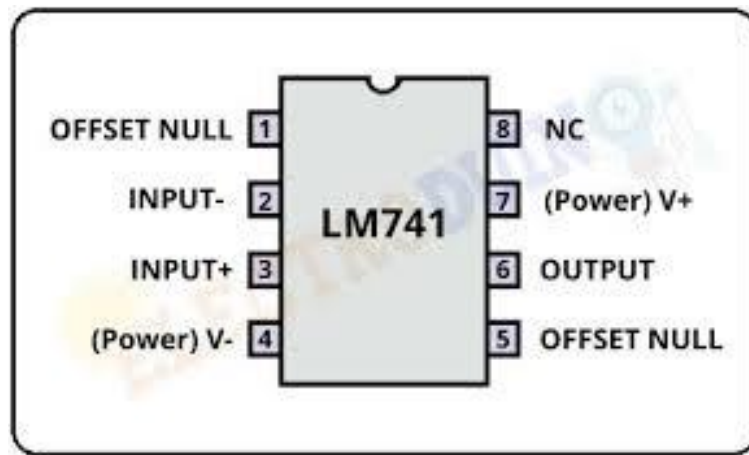 OFFSET NULL 1
INPUT- 2
INPUT+ 3
(Power) V- 4
LM741
8 NC
7 (Power) V+
6 OUTPUT
5 OFFSET NULL